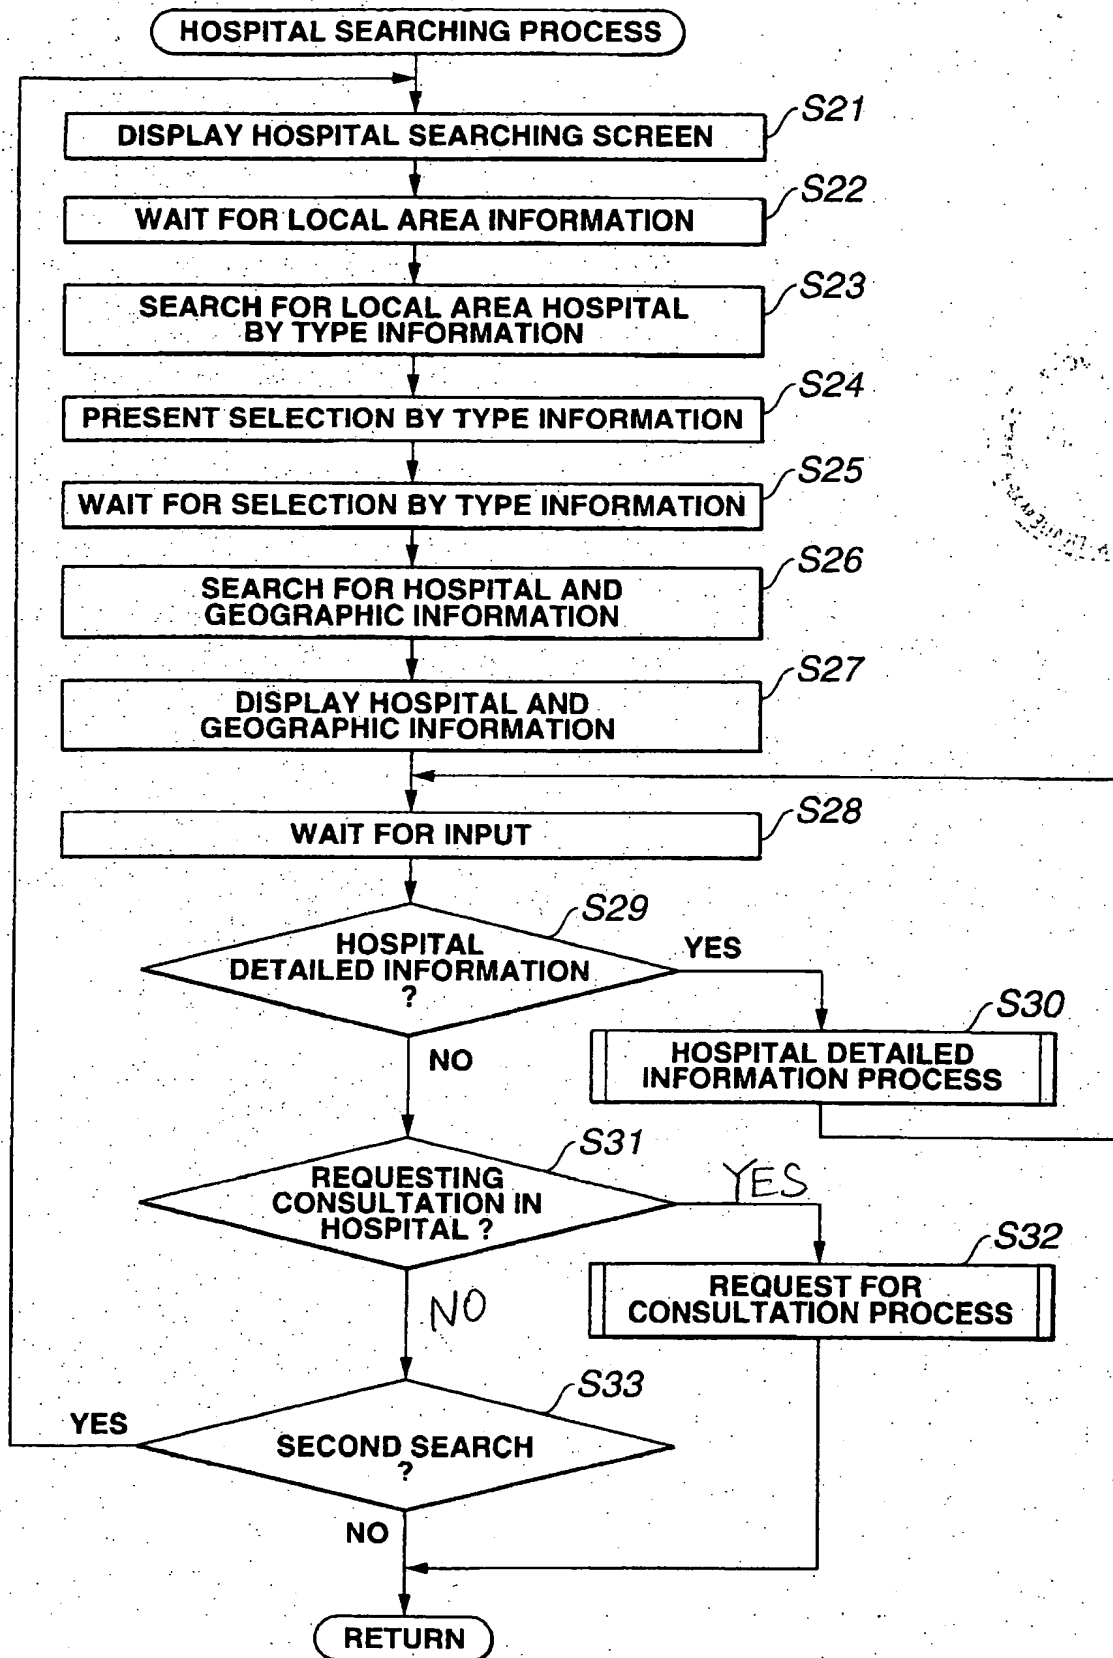 HOSPITAL SEARCHING PROCESS
S21
DISPLAY HOSPITAL SEARCHING SCREEN
S22
WAIT FOR LOCAL AREA INFORMATION
S23
SEARCH FOR LOCAL AREA HOSPITAL
BY TYPE INFORMATION
S24
PRESENT SELECTION BY TYPE INFORMATION
S25
WAIT FOR SELECTION BY TYPE INFORMATION
S26
SEARCH FOR HOSPITAL AND
GEOGRAPHIC INFORMATION
S27
DISPLAY HOSPITAL AND
GEOGRAPHIC INFORMATION
S28
WAIT FOR INPUT
S29
HOSPITAL
DETAILED INFORMATION
?
YES
NO
S30
HOSPITAL DETAILED
INFORMATION PROCESS
S31
REQUESTING
CONSULTATION IN
HOSPITAL ?
YES
NO
S32
REQUEST FOR
CONSULTATION PROCESS
S33
SECOND SEARCH
?
YES
NO
RETURN